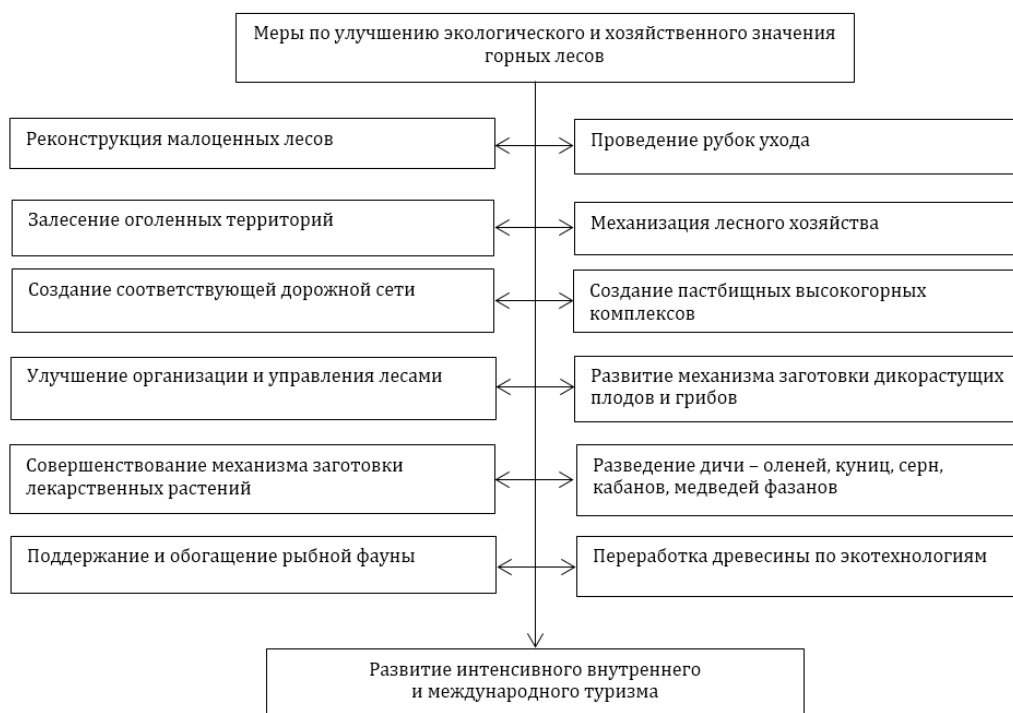 Меры по улучшению экологического и хозяйственного значения
горных лесов
Реконструкция малоценных лесов
Проведение рубок ухода
Залесение оголенных территорий
Механизация лесного хозяйства
Создание соответствующей дорожной сети
Создание пастбищных высокогорных
комплексов
Улучшение организации и управления лесами
Развитие механизма заготовки дикорастущих
плодов и грибов
Совершенствование механизма заготовки
лекарственных растений
Разведение дичи – оленей, куниц, серн,
кабанов, медведей фазанов
Поддержание и обогащение рыбной фауны
Переработка древесины по экотехнологиям
Развитие интенсивного внутреннего
и международного туризма